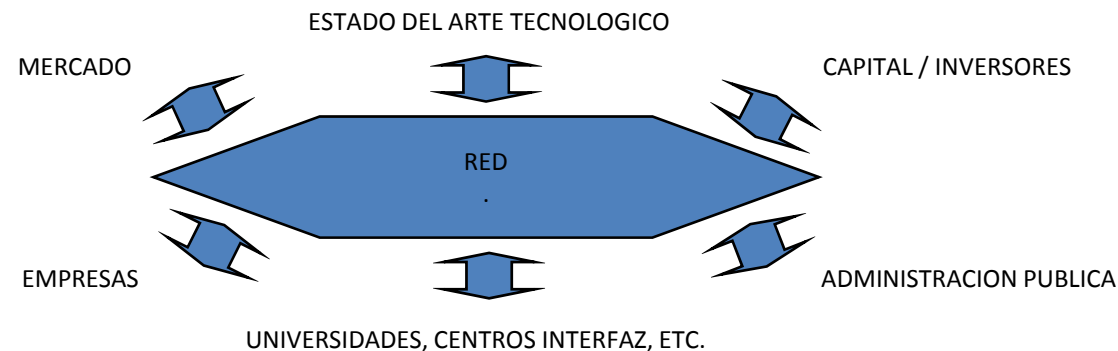 ESTADO DEL ARTE TECNOLOGICO
MERCADO
CAPITAL / INVERSORES
RED
.
EMPRESAS
ADMINISTRACION PUBLICA
UNIVERSIDADES, CENTROS INTERFAZ, ETC.